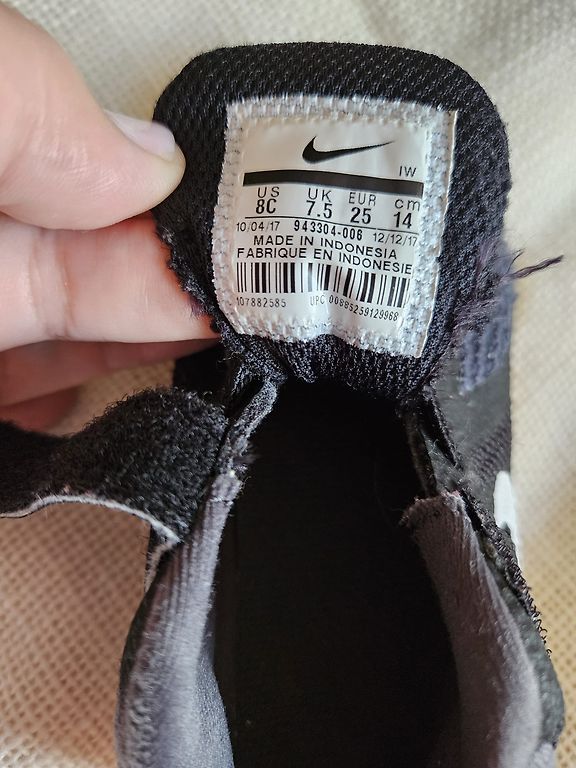 IW
US UK EUR cm
8C 7.5 25 14
10/04/17 943304-006 12/12/17
MADE IN INDONESIA
FABRIQUE EN INDONESIE
107882585 UPC 00885259129968